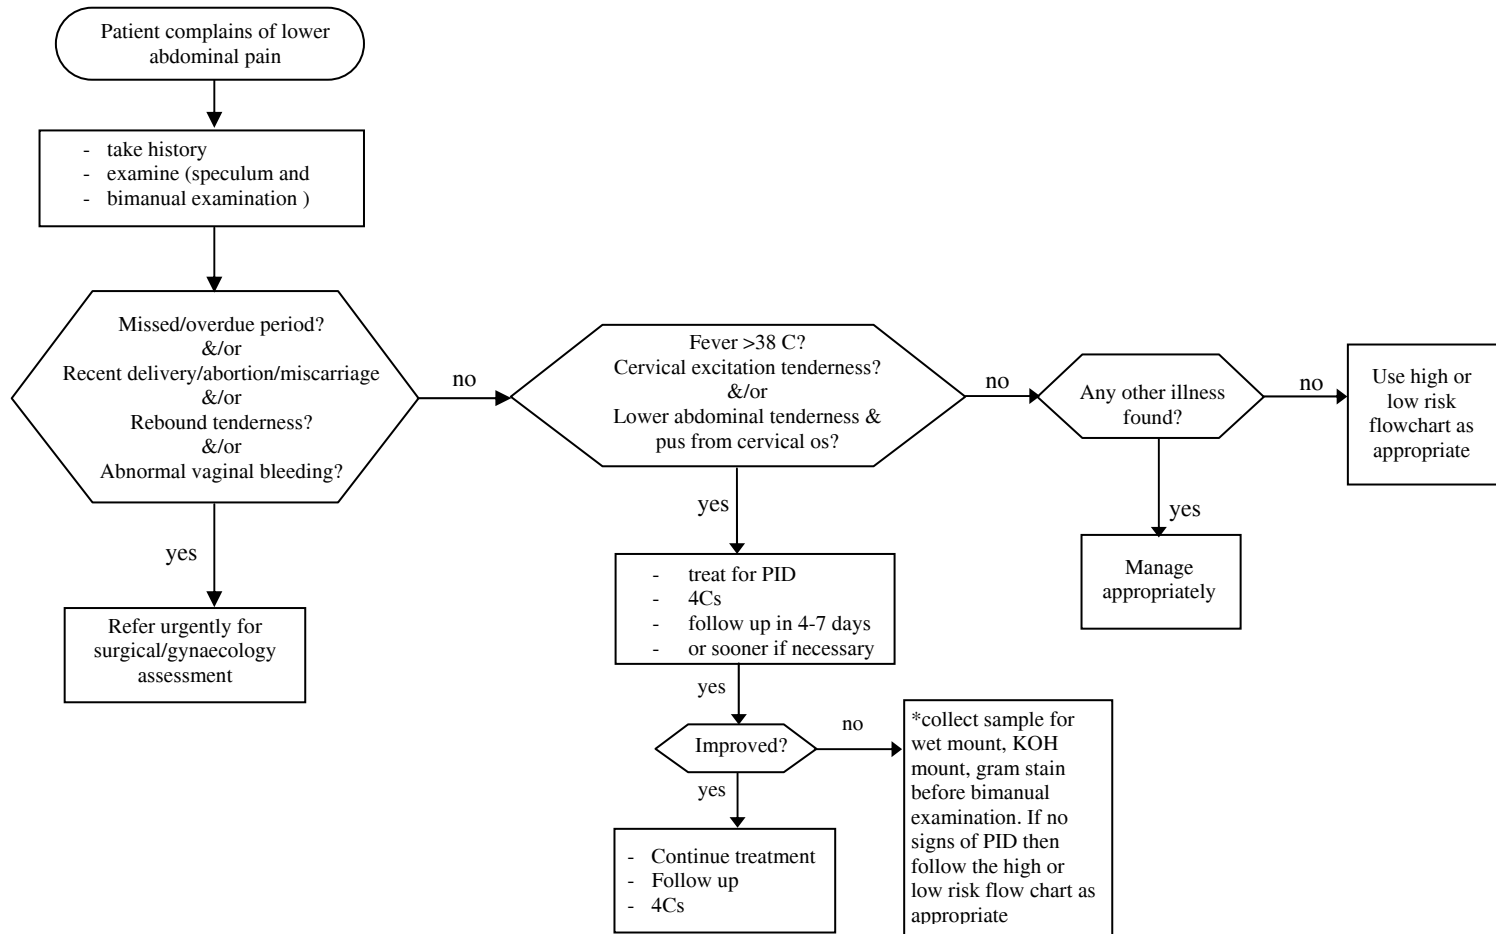 Patient complains of lower
abdominal pain
- take history
- examine (speculum and
- bimanual examination )
Missed/overdue period?
&/or
Recent delivery/abortion/miscarriage
&/or
Rebound tenderness?
&/or
Abnormal vaginal bleeding?
no
yes
Refer urgently for
surgical/gynaecology
assessment
Fever >38 C?
Cervical excitation tenderness?
&/or
Lower abdominal tenderness &
pus from cervical os?
no
yes
- treat for PID
- 4Cs
- follow up in 4-7 days
- or sooner if necessary
yes
Improved?
no
yes
- Continue treatment
- Follow up
- 4Cs
*collect sample for
wet mount, KOH
mount, gram stain
before bimanual
examination. If no
signs of PID then
follow the high or
low risk flow chart as
appropriate
Any other illness
found?
no
yes
Manage
appropriately
Use high or
low risk
flowchart as
appropriate